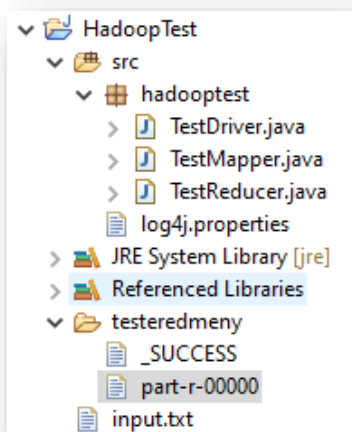 HadoopTest
src
hadooptest
TestDriver.java
TestMapper.java
TestReducer.java
log4j.properties
JRE System Library [jre]
Referenced Libraries
testeredmeny
_SUCCESS
part-r-00000
input.txt